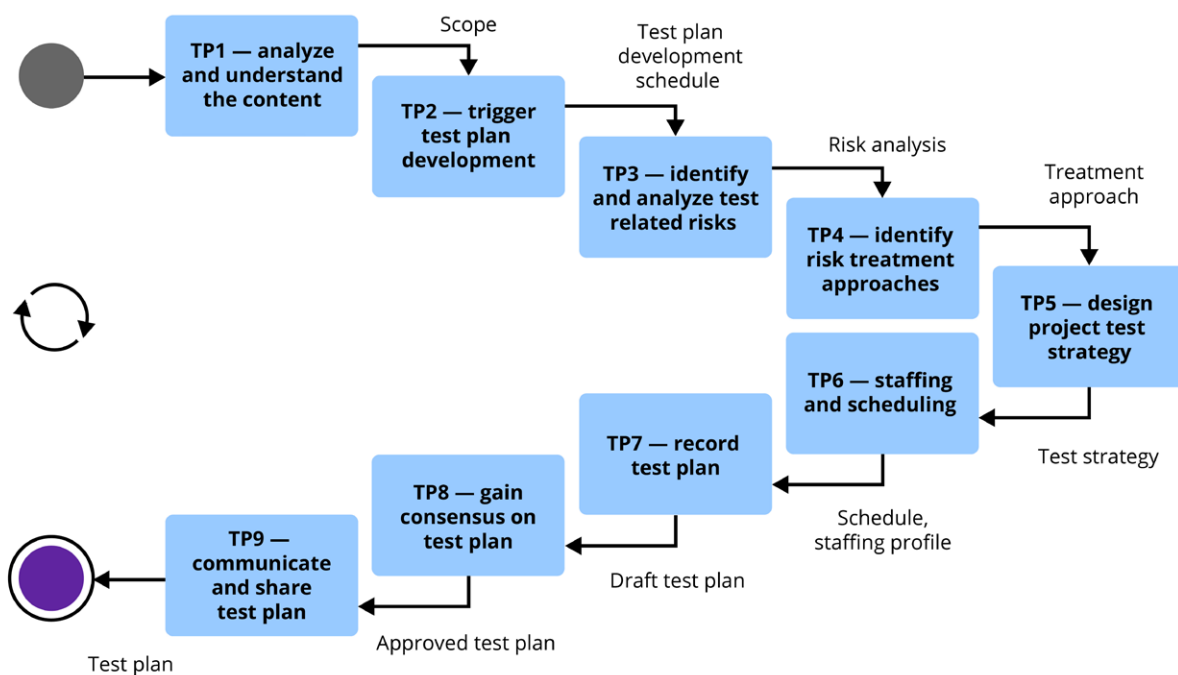 TP1 — analyze
and understand
the content
Scope
TP2 — trigger
test plan
development
Test plan
development
schedule
TP3 — identify
and analyze test
related risks
Risk analysis
TP4 — identify
risk treatment
approaches
Treatment
approach
TP5 — design
project test
strategy
Test strategy
TP6 — staffing
and scheduling
Schedule,
staffing profile
TP7 — record
test plan
Draft test plan
TP8 — gain
consensus on
test plan
Approved test plan
TP9 —
communicate
and share
test plan
Test plan